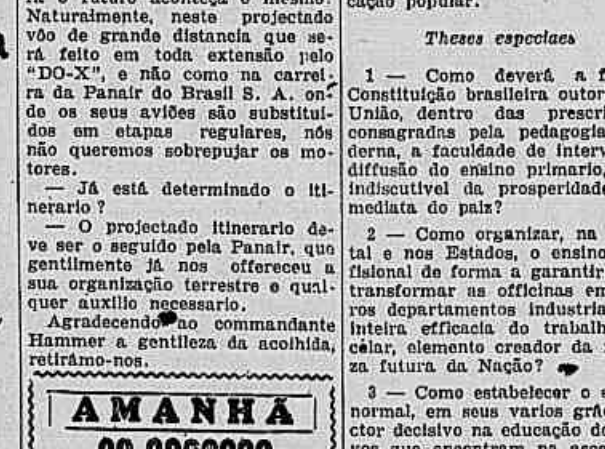 Naturalmente, neste projectado
vôo de grande distancia que se-
rá feito em toda extensão pelo
"DO-X", e não como na carrei-
ra da Panair do Brasil S. A. on-
de os seus aviões são substitui-
dos em etapas regulares, nós
não queremos sobrepujar os mo-
tores.
— Já está determinado o iti-
nerario ?
— O projectado itinerario de-
ve ser o seguido pela Panair, que
gentilmente já nos offereceu a
sua organização terrestre e qual-
quer auxilio necessario.
Agradecendo ao commandante
Hammer a gentileza da acolhida,
retirámo-nos.
AMANHÃ
cação popular.
Theses especiaes
1 — Como deverá a
Constituição brasileira outor
União, dentro das prescri
consagradas pela pedagogia
derna, a faculdade de interv
diffusão do ensino primario,
indiscutivel da prosperidade
mediata do paiz?
2 — Como organizar, na
tal e nos Estados, o ensino
fisional de forma a garantir
transformar as officinas em
ros departamentos industria
inteira efficacia do trabalh
celar, elemento creador da
za futura da Nação?
3 — Como estabelecer o
normal, em seus varios gráo
ctor decisivo na educação do